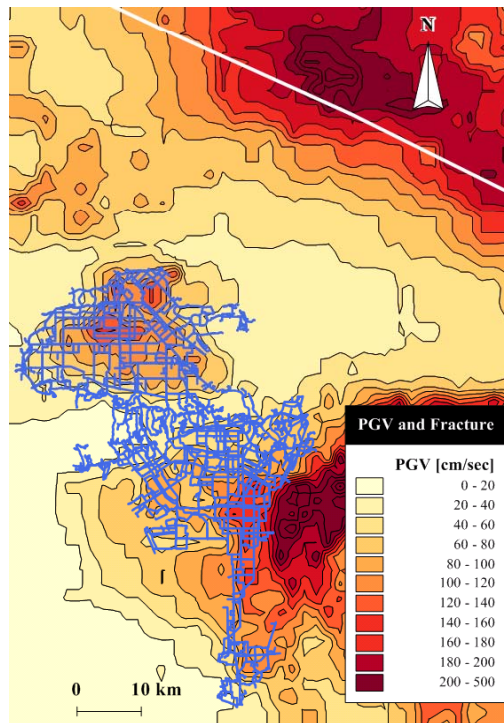 N
PGV and Fracture
PGV [cm/sec]
0 - 20
20 - 40
40 - 60
60 - 80
80 - 100
100 - 120
120 - 140
140 - 160
160 - 180
180 - 200
200 - 500
0 10 km